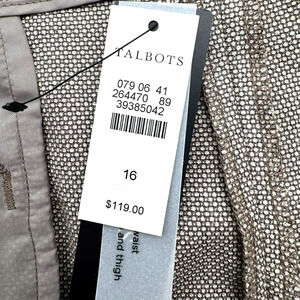 TALBOTS
079 06 41
264470 89
39385042
16
$119.00
waist
and thigh